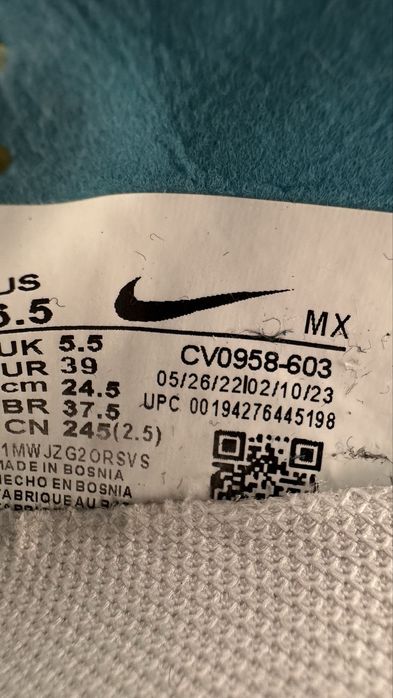 US
6.5
MX
UK 5.5
CV0958-603
UR 39
05/26/22|02/10/23
cm 24.5
UPC 00194276445198
BR 37.5
CN 245(2.5)
1MWJZG2ORSVS
MADE IN BOSNIA
HECHO EN BOSNIA
FABRIQUE AU